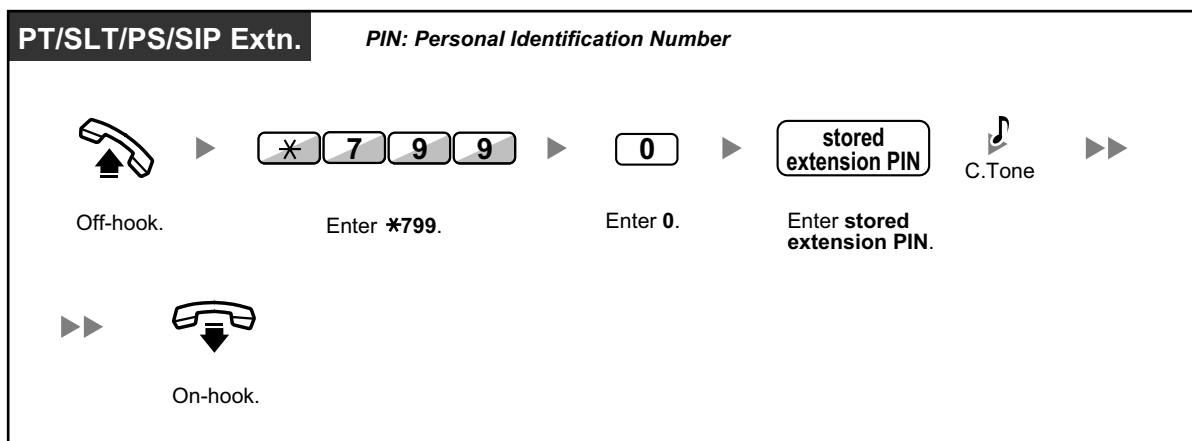 PT/SLT/PS/SIP Extn. PIN: Personal Identification Number
* 7 9 9 0 stored extension PIN C.Tone
Off-hook. Enter *799. Enter 0. Enter stored extension PIN.
On-hook.